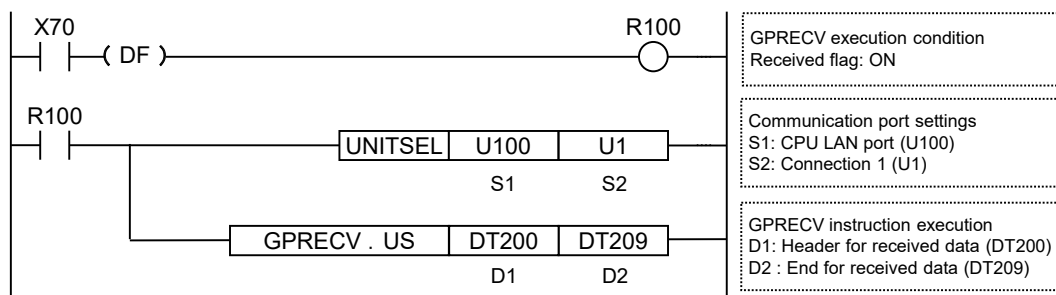 X70
( DF )
R100
GPRECV execution condition
Received flag: ON
R100
UNITSEL U100 U1
S1 S2
Communication port settings
S1: CPU LAN port (U100)
S2: Connection 1 (U1)
GPRECV . US DT200 DT209
D1 D2
GPRECV instruction execution
D1: Header for received data (DT200)
D2 : End for received data (DT209)